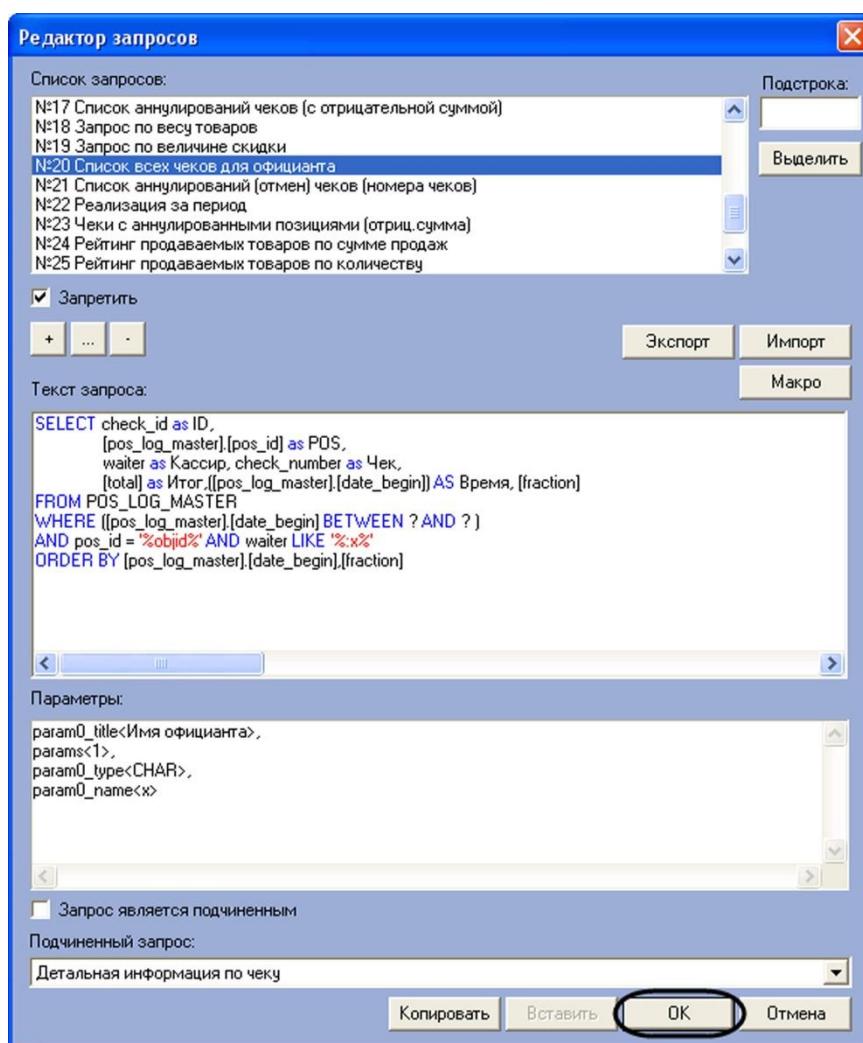 Редактор запросов
Список запросов:
Подстрока:
№17 Список аннулирований чеков (с отрицательной суммой)
№18 Запрос по весу товаров
№19 Запрос по величине скидки
№20 Список всех чеков для официанта
Выделить
№21 Список аннулирований (отмен) чеков (номера чеков)
№22 Реализация за период
№23 Чеки с аннулированными позициями (отриц.сумма)
№24 Рейтинг продаваемых товаров по сумме продаж
№25 Рейтинг продаваемых товаров по количеству
Запретить
+ ... - Экспорт Импорт
Макро
Текст запроса:
SELECT check_id as ID,
[pos_log_master].[pos_id] as POS,
waiter as Кассир, check_number as Чек,
[total] as Итог,([pos_log_master].[date_begin]) AS Время, [fraction]
FROM POS_LOG_MASTER
WHERE ([pos_log_master].[date_begin] BETWEEN ? AND ? )
AND pos_id = '%objid%' AND waiter LIKE '%:x%'
ORDER BY [pos_log_master].[date_begin],[fraction]
Параметры:
param0_title<Имя официанта>,
params<1>,
param0_type<CHAR>,
param0_name<x>
Запрос является подчиненным
Подчиненный запрос:
Детальная информация по чеку
Копировать Вставить OK Отмена